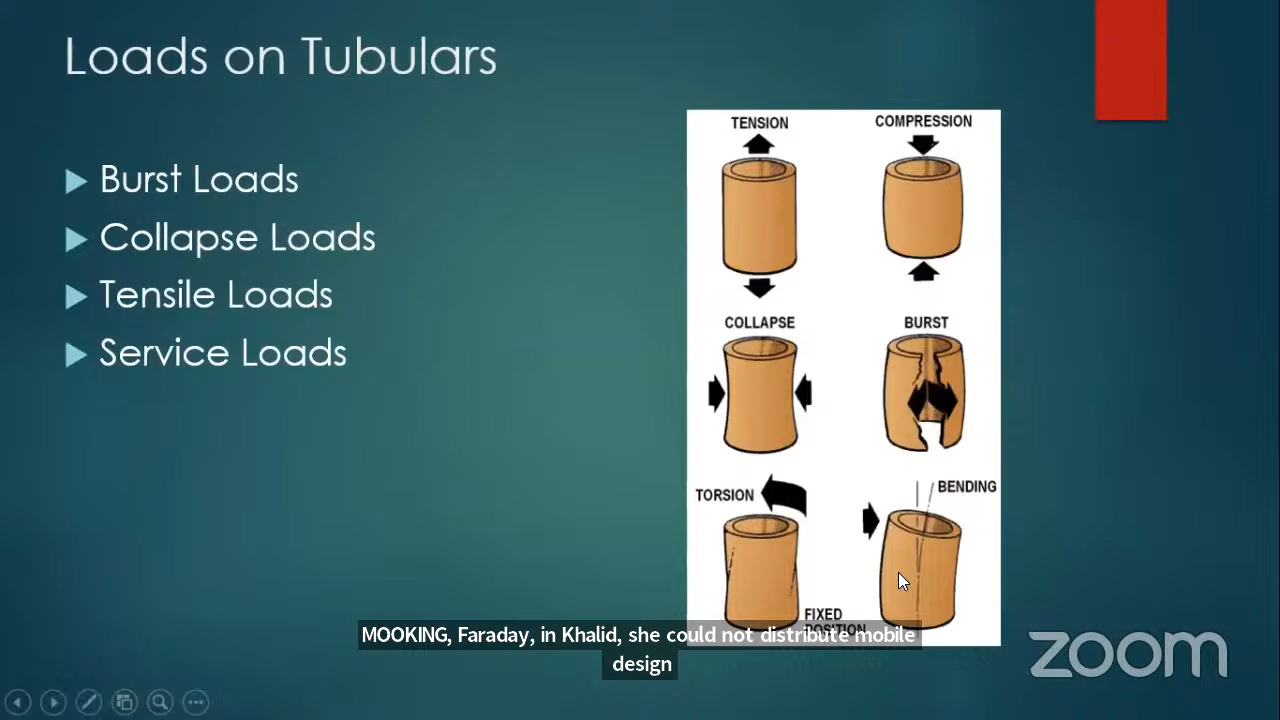 Loads on Tubulars
Burst Loads
Collapse Loads
Tensile Loads
Service Loads
TENSION
COMPRESSION
COLLAPSE
BURST
TORSION
BENDING
FIXED
POSITION
MOOKING, Faraday, in Khalid, she could not distribute mobile
design
zoom